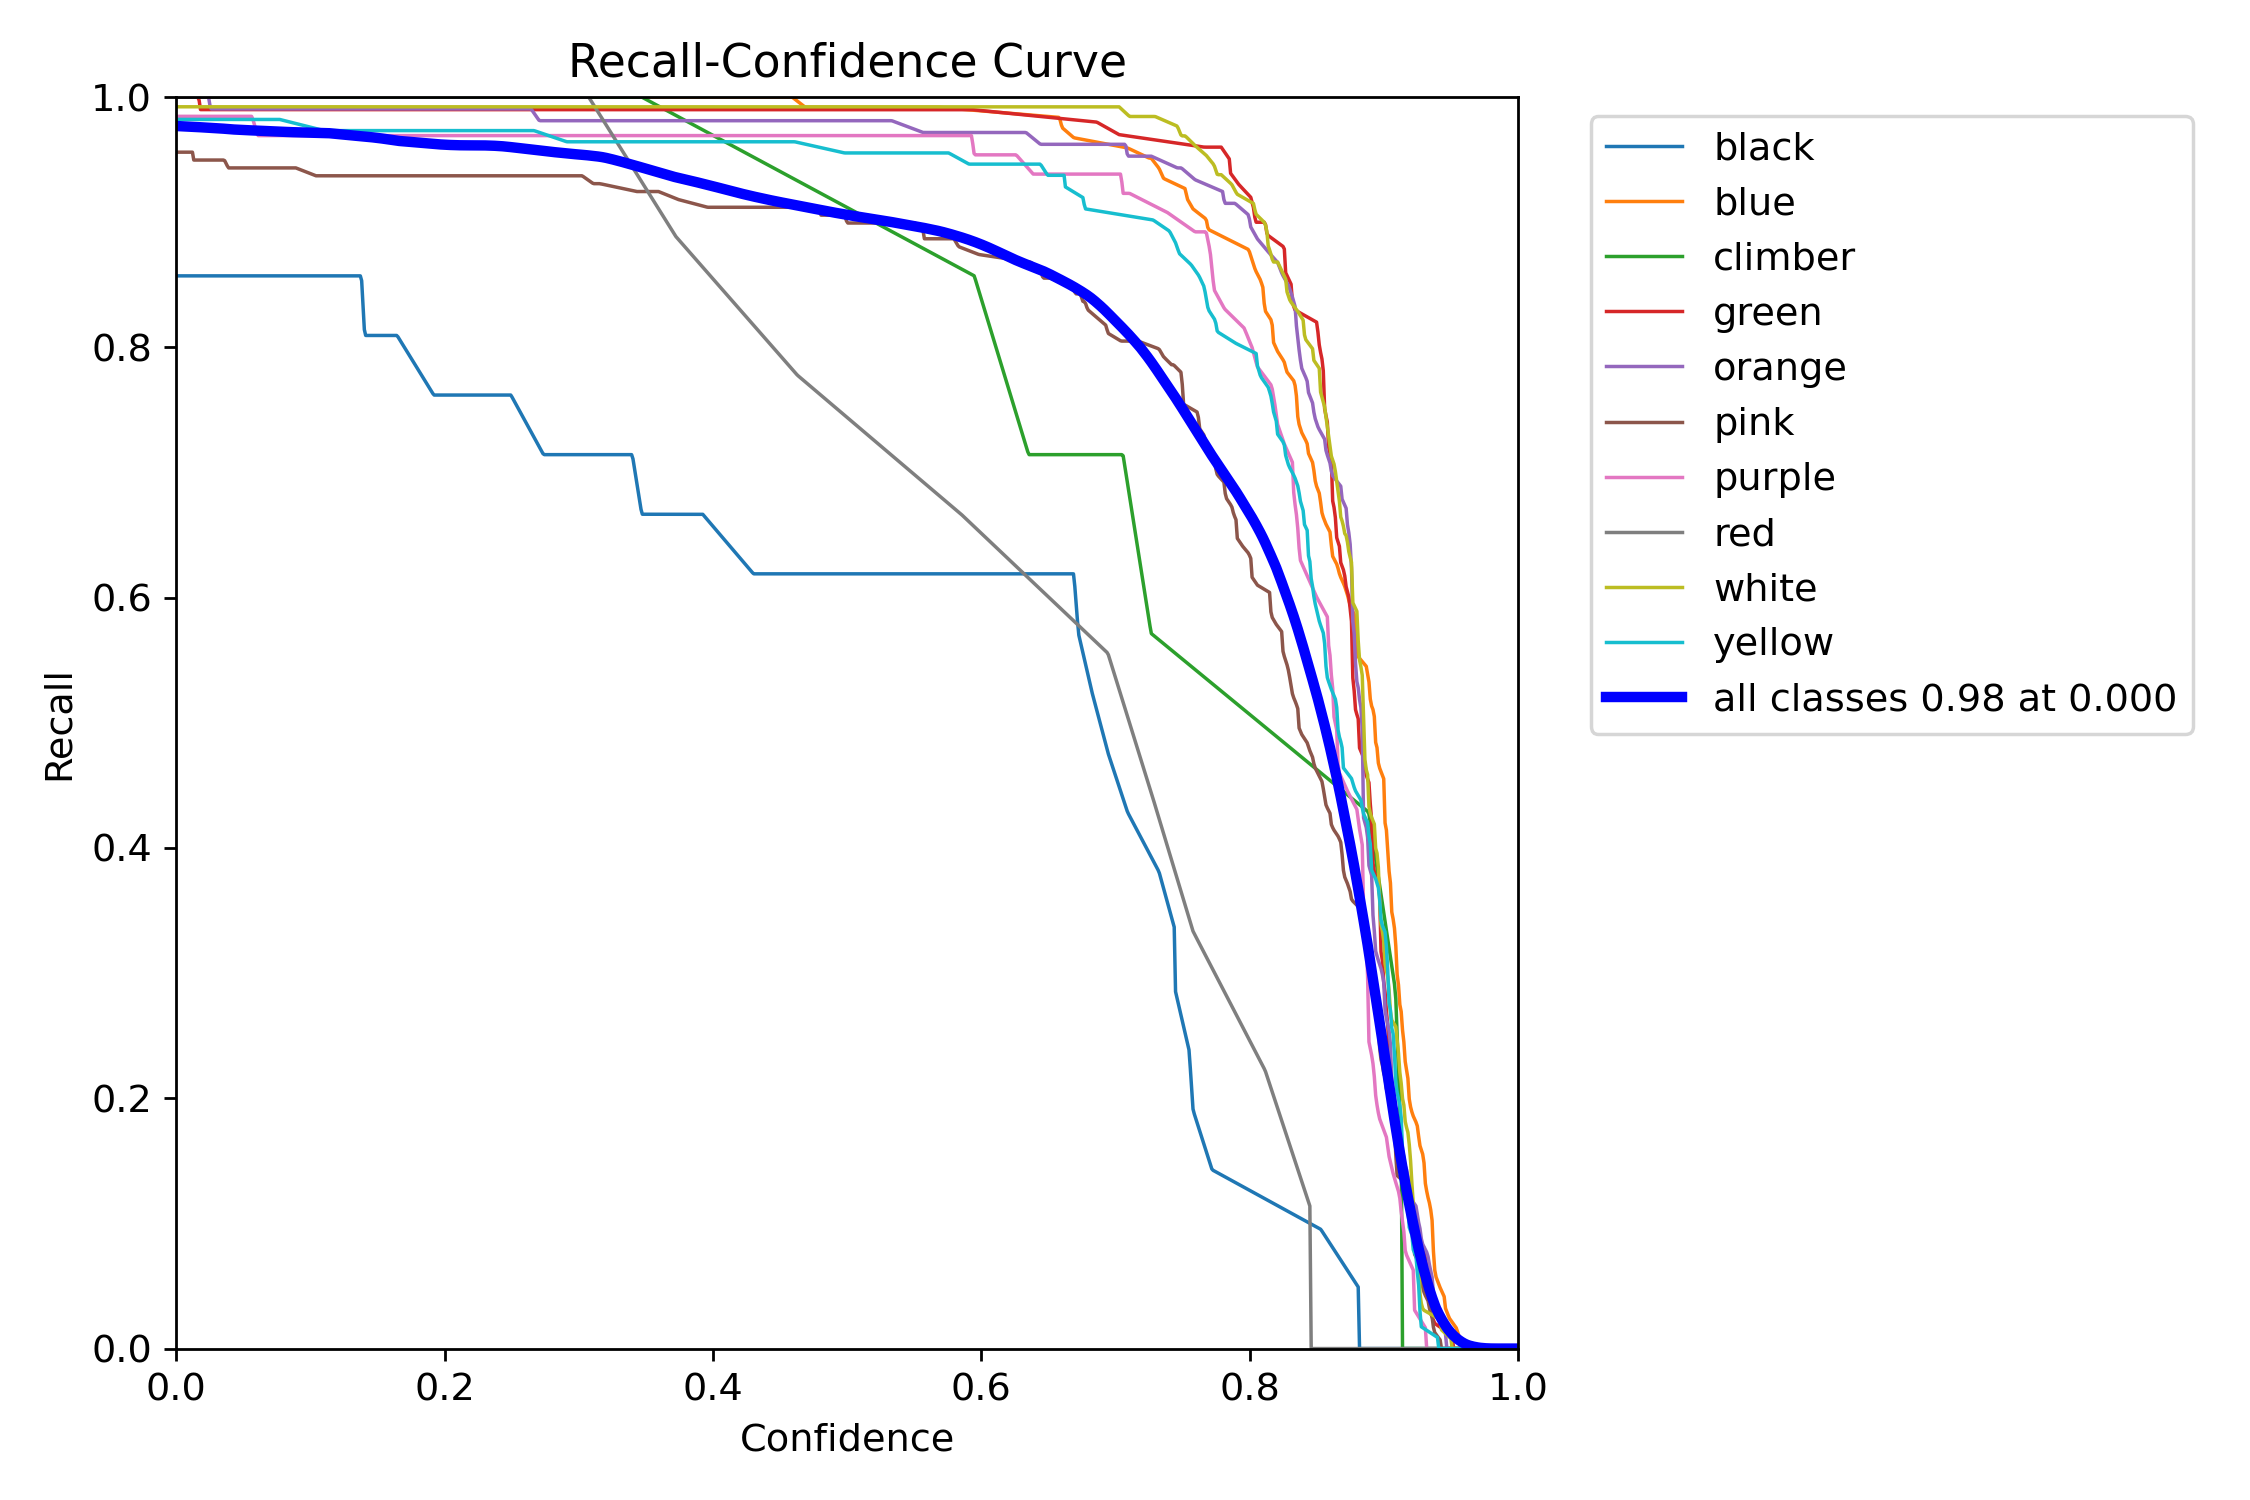 Recall-Confidence Curve
1.0
0.8
0.6
0.4
0.2
0.0
Recall
0.0 0.2 0.4 0.6 0.8 1.0
Confidence
black
blue
climber
green
orange
pink
purple
red
white
yellow
all classes 0.98 at 0.000